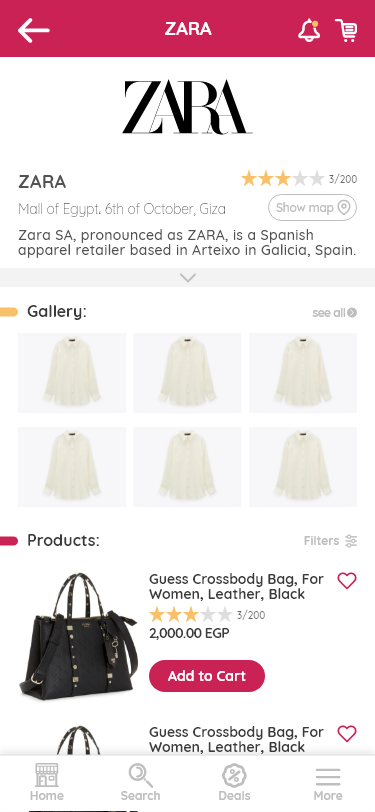 ZARA
ZARA
ZARA
3/200
Mall of Egypt، 6th of October, Giza
Show map
Zara SA, pronounced as ZARA, is a Spanish
apparel retailer based in Arteixo in Galicia, Spain.
Gallery:
see all
Products:
Filters
Guess Crossbody Bag, For
Women, Leather, Black
3/200
2,000.00 EGP
Add to Cart
Guess Crossbody Bag, For
Women, Leather, Black
Home
Search
Deals
More